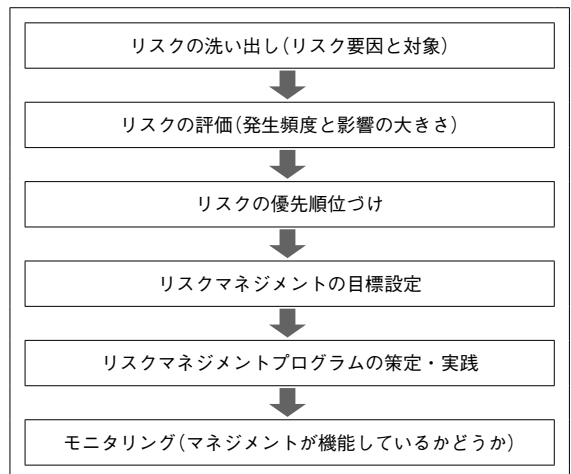 リスクの洗い出し(リスク要因と対象)
リスクの評価(発生頻度と影響の大きさ)
リスクの優先順位づけ
リスクマネジメントの目標設定
リスクマネジメントプログラムの策定・実践
モニタリング(マネジメントが機能しているかどうか)